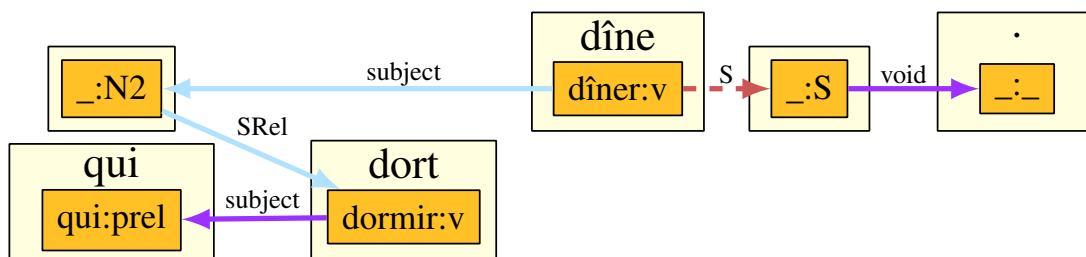 dîne .
_:N2 subject dîner:v S _:S void _:_
SRel
qui dort
qui:prel subject dormir:v